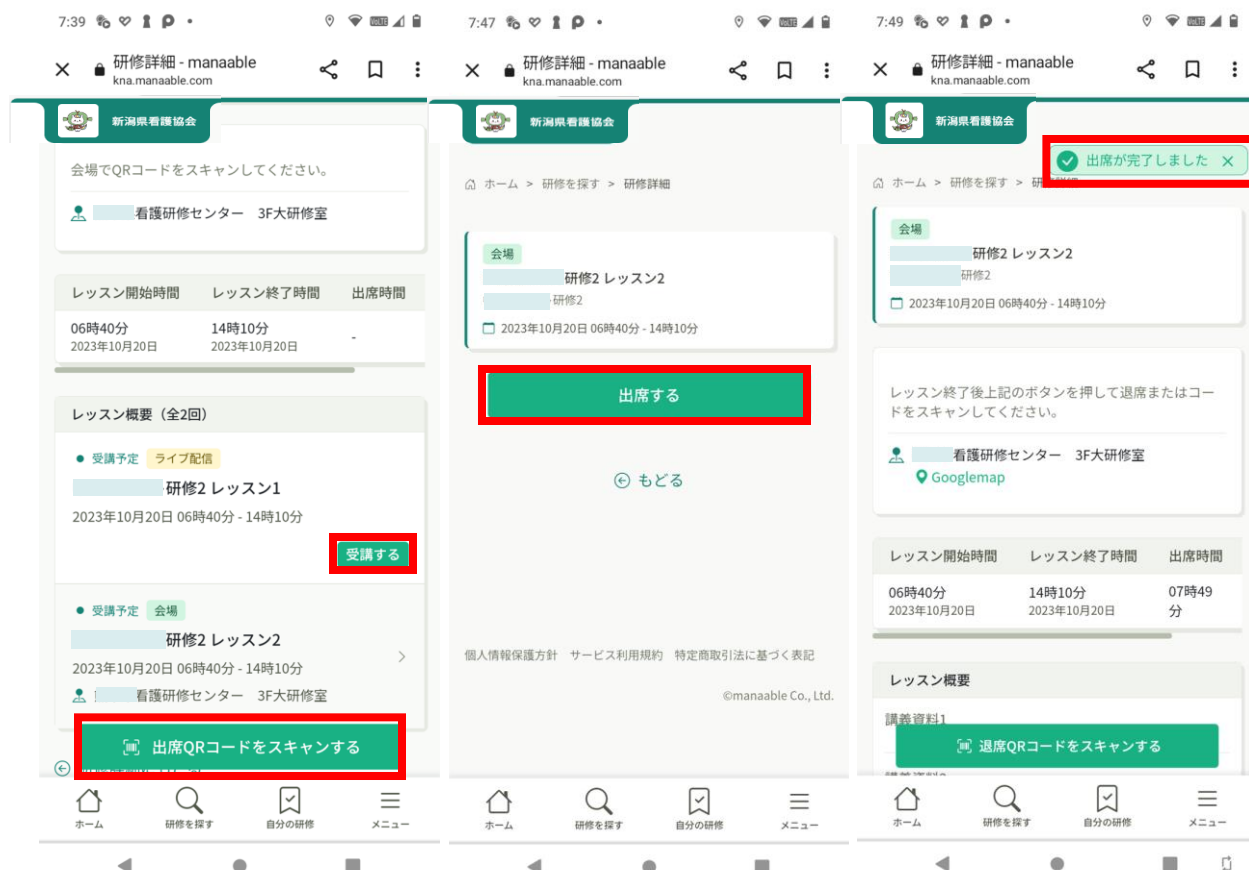 7:39
研修詳細 - manaable
kna.manaable.com
新潟県看護協会
会場でQRコードをスキャンしてください。
看護研修センター 3F大研修室
レッスン開始時間 レッスン終了時間 出席時間
06時40分 14時10分 -
2023年10月20日 2023年10月20日
レッスン概要（全2回）
受講予定 ライブ配信
研修2 レッスン1
2023年10月20日 06時40分 - 14時10分
受講する
受講予定 会場
研修2 レッスン2
2023年10月20日 06時40分 - 14時10分
看護研修センター 3F大研修室
出席QRコードをスキャンする
ホーム 研修を探す 自分の研修 メニュー
7:47
研修詳細 - manaable
kna.manaable.com
新潟県看護協会
ホーム > 研修を探す > 研修詳細
会場
研修2 レッスン2
研修2
2023年10月20日 06時40分 - 14時10分
出席する
もどる
個人情報保護方針 サービス利用規約 特定商取引法に基づく表記
©manaable Co., Ltd.
ホーム 研修を探す 自分の研修 メニュー
7:49
研修詳細 - manaable
kna.manaable.com
新潟県看護協会
出席が完了しました
ホーム > 研修を探す >
会場
研修2 レッスン2
研修2
2023年10月20日 06時40分 - 14時10分
レッスン終了後上記のボタンを押して退席またはコー
ドをスキャンしてください。
看護研修センター 3F大研修室
Googlemap
レッスン開始時間 レッスン終了時間 出席時間
06時40分 14時10分 07時49
2023年10月20日 2023年10月20日 分
レッスン概要
講義資料1
退席QRコードをスキャンする
ホーム 研修を探す 自分の研修 メニュー